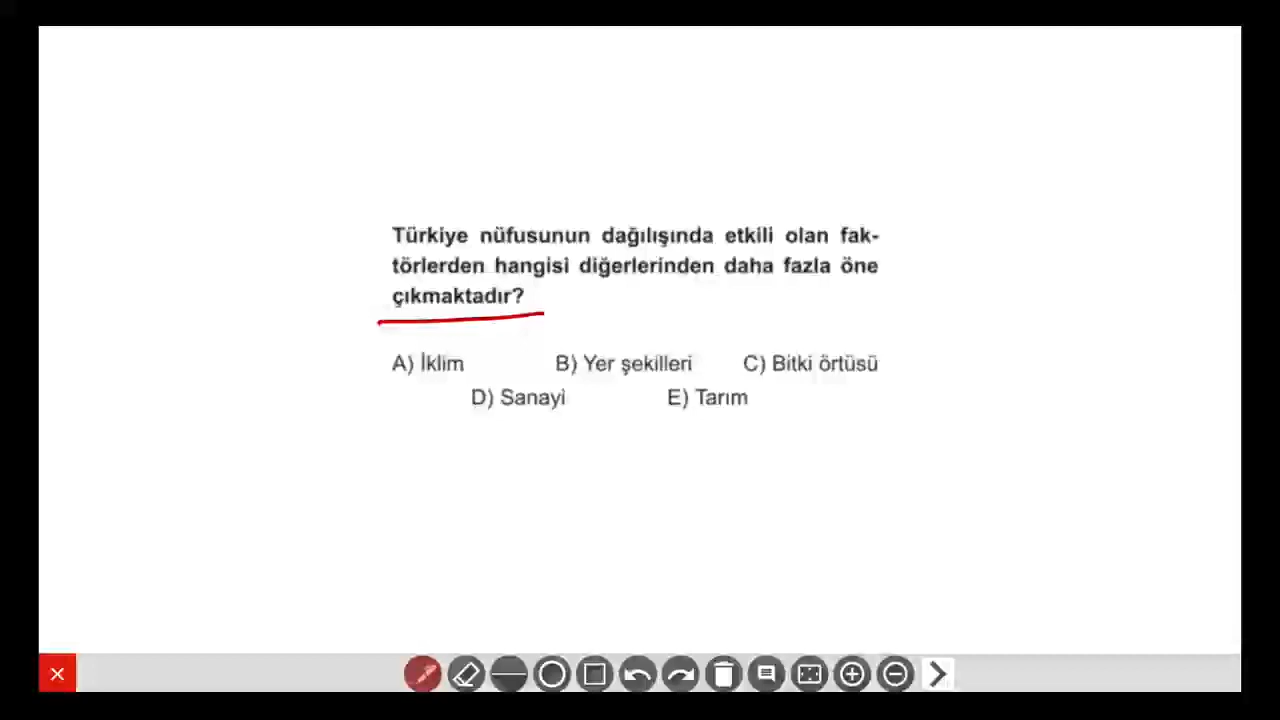 Türkiye nüfusunun dağılışında etkili olan fak-
törlerden hangisi diğerlerinden daha fazla öne
çıkmaktadır?
A) İklim B) Yer şekilleri C) Bitki örtüsü
D) Sanayi E) Tarım